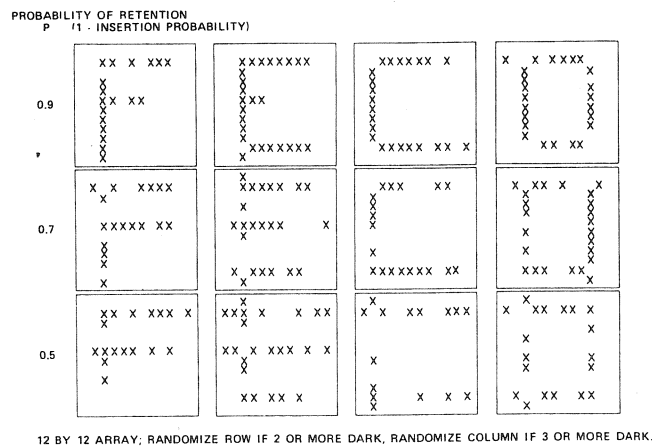 PROBABILITY OF RETENTION
P (1 - INSERTION PROBABILITY)
0.9
0.7
0.5
12 BY 12 ARRAY; RANDOMIZE ROW IF 2 OR MORE DARK, RANDOMIZE COLUMN IF 3 OR MORE DARK.